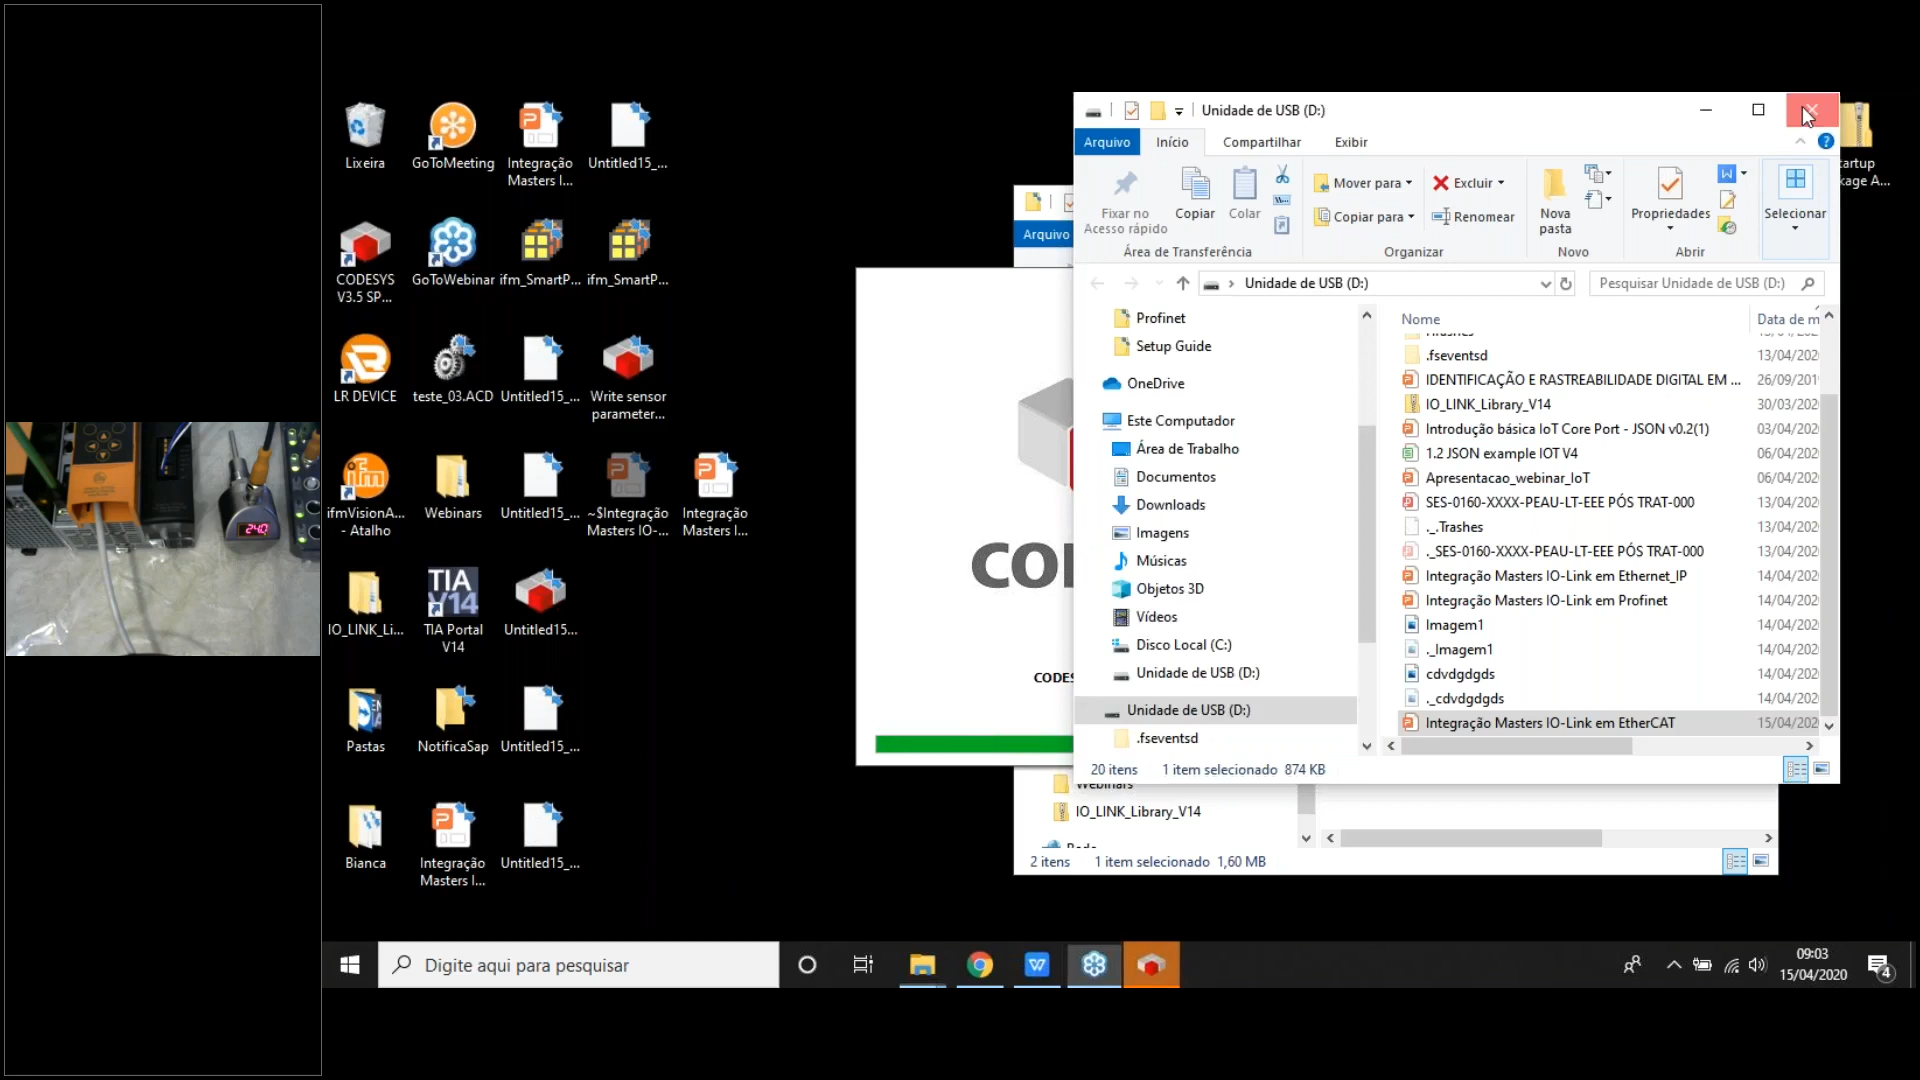 Lixeira
GoToMeeting
Integração
Masters I...
Untitled15_...
CODESYS
V3.5 SP...
GoToWebinar
ifm_SmartP...
ifm_SmartP...
LR DEVICE
teste_03.ACD
Untitled15_...
Write sensor
parameter...
ifmVisionA...
- Atalho
Webinars
Untitled15_...
~$Integração
Masters IO-...
Integração
Masters I...
IO_LINK_Li...
TIA Portal
V14
Untitled15...
Pastas
NotificaSap
Untitled15_...
Bianca
Integração
Masters I...
Untitled15_...
TIA
V14
240
Arquivo
CODES
Unidade de USB (D:)
Arquivo
Início
Compartilhar
Exibir
Fixar no
Acesso rápido
Copiar
Colar
Área de Transferência
Mover para
Copiar para
Excluir
Renomear
Organizar
Nova
pasta
Novo
Propriedades
Abrir
Selecionar
Unidade de USB (D:)
Pesquisar Unidade de USB (D:)
Profinet
Setup Guide
OneDrive
Este Computador
Área de Trabalho
Documentos
Downloads
Imagens
Músicas
Objetos 3D
Vídeos
Disco Local (C:)
Unidade de USB (D:)
Unidade de USB (D:)
.fseventsd
Nome
Data de m
.fseventsd 13/04/202
IDENTIFICAÇÃO E RASTREABILIDADE DIGITAL EM ... 26/09/201
IO_LINK_Library_V14 30/03/202
Introdução básica IoT Core Port - JSON v0.2(1) 03/04/202
1.2 JSON example IOT V4 06/04/202
Apresentacao_webinar_IoT 06/04/202
SES-0160-XXXX-PEAU-LT-EEE PÓS TRAT-000 13/04/202
._.Trashes 13/04/202
._SES-0160-XXXX-PEAU-LT-EEE PÓS TRAT-000 13/04/202
Integração Masters IO-Link em Ethernet_IP 14/04/202
Integração Masters IO-Link em Profinet 14/04/202
Imagem1 14/04/202
._Imagem1 14/04/202
cdvdgdgds 14/04/202
._cdvdgdgds 14/04/202
Integração Masters IO-Link em EtherCAT 15/04/202
20 itens 1 item selecionado 874 KB
Webinars
IO_LINK_Library_V14
2 itens 1 item selecionado 1,60 MB
artup
kage A...
Digite aqui para pesquisar
09:03
15/04/2020
4